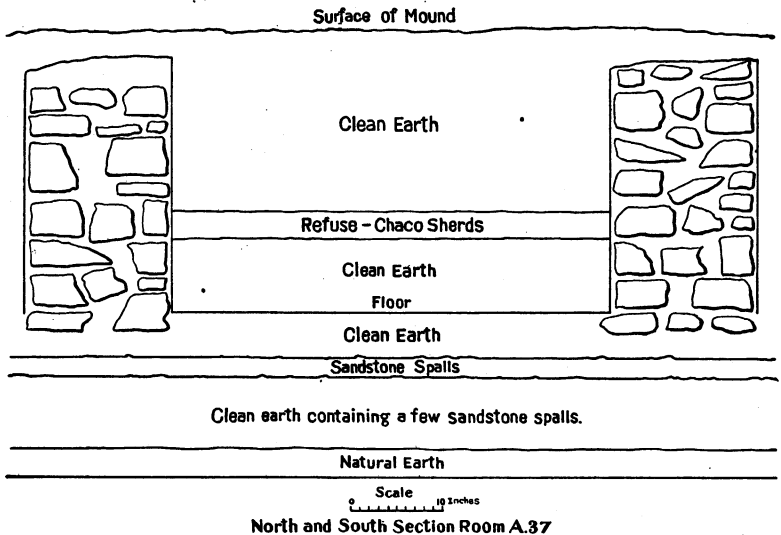 Surface of Mound
Clean Earth
Refuse - Chaco Sherds
Clean Earth
Floor
Clean Earth
Sandstone Spalls
Clean earth containing a few sandstone spalls.
Natural Earth
Scale
0 10 Inches
North and South Section Room A.37